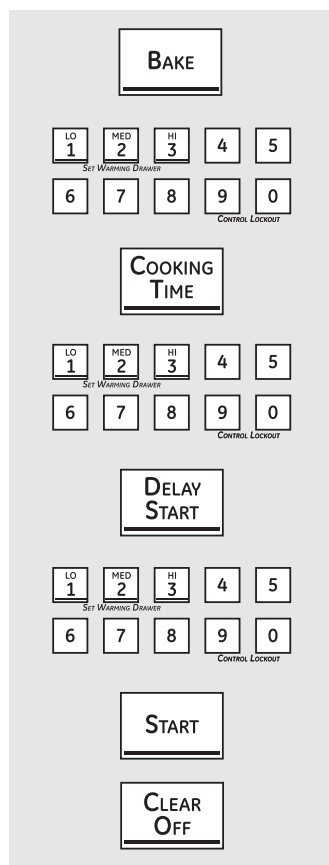 BAKE
LO MED HI
1 2 3 4 5
SET WARMING DRAWER
6 7 8 9 0
CONTROL LOCKOUT
COOKING
TIME
LO MED HI
1 2 3 4 5
SET WARMING DRAWER
6 7 8 9 0
CONTROL LOCKOUT
DELAY
START
LO MED HI
1 2 3 4 5
SET WARMING DRAWER
6 7 8 9 0
CONTROL LOCKOUT
START
CLEAR
OFF